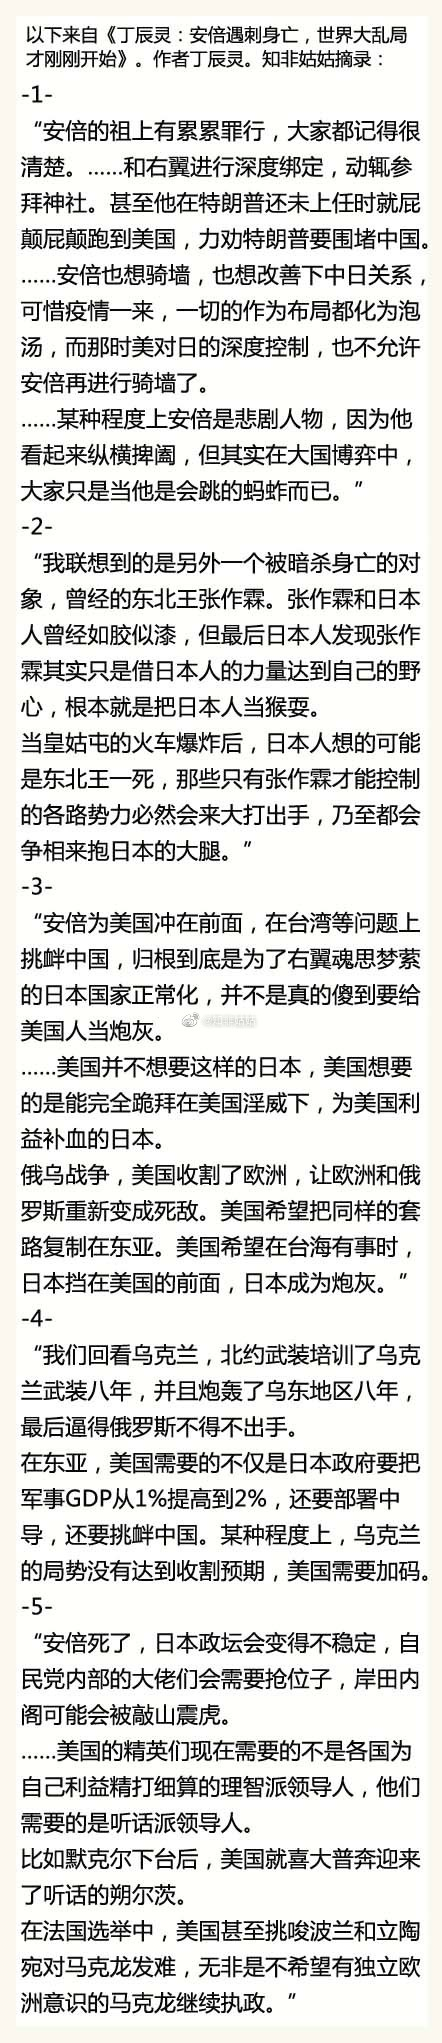 以下来自《丁辰灵：安倍遇刺身亡，世界大乱局
才刚刚开始》。作者丁辰灵。知非姑姑摘录：
-1-
“安倍的祖上有累累罪行，大家都记得很
清楚。……和右翼进行深度绑定，动辄参
拜神社。甚至他在特朗普还未上任时就屁
颠屁颠跑到美国，力劝特朗普要围堵中国。
……安倍也想骑墙，也想改善下中日关系，
可惜疫情一来，一切的作为布局都化为泡
汤，而那时美对日的深度控制，也不允许
安倍再进行骑墙了。
……某种程度上安倍是悲剧人物，因为他
看起来纵横捭阖，但其实在大国博弈中，
大家只是当他是会跳的蚂蚱而已。”
-2-
“我联想到的是另外一个被暗杀身亡的对
象，曾经的东北王张作霖。张作霖和日本
人曾经如胶似漆，但最后日本人发现张作
霖其实只是借日本人的力量达到自己的野
心，根本就是把日本人当猴耍。
当皇姑屯的火车爆炸后，日本人想的可能
是东北王一死，那些只有张作霖才能控制
的各路势力必然会来大打出手，乃至都会
争相来抱日本的大腿。”
-3-
“安倍为美国冲在前面，在台湾等问题上
挑衅中国，归根到底是为了右翼魂思梦萦
的日本国家正常化，并不是真的傻到要给
美国人当炮灰。
……美国并不想要这样的日本，美国想要
的是能完全跪拜在美国淫威下，为美国利
益补血的日本。
俄乌战争，美国收割了欧洲，让欧洲和俄
罗斯重新变成死敌。美国希望把同样的套
路复制在东亚。美国希望在台海有事时，
日本挡在美国的前面，日本成为炮灰。”
-4-
“我们回看乌克兰，北约武装培训了乌克
兰武装八年，并且炮轰了乌东地区八年，
最后逼得俄罗斯不得不出手。
在东亚，美国需要的不仅是日本政府要把
军事GDP从1%提高到2%，还要部署中
导，还要挑衅中国。某种程度上，乌克兰
的局势没有达到收割预期，美国需要加码。
-5-
“安倍死了，日本政坛会变得不稳定，自
民党内部的大佬们会需要抢位子，岸田内
阁可能会被敲山震虎。
……美国的精英们现在需要的不是各国为
自己利益精打细算的理智派领导人，他们
需要的是听话派领导人。
比如默克尔下台后，美国就喜大普奔迎来
了听话的朔尔茨。
在法国选举中，美国甚至挑唆波兰和立陶
宛对马克龙发难，无非是不希望有独立欧
洲意识的马克龙继续执政。”